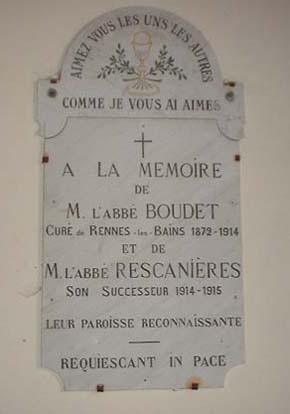 AIMEZ VOUS LES UNS LES AUTRES
COMME JE VOUS AI AIMES
A LA MEMOIRE
DE
M. L'ABBÉ BOUDET
CURÉ de RENNES-les-BAINS 1872-1914
ET DE
M. L'ABBÉ RESCANIÈRES
SON SUCCESSEUR 1914-1915
LEUR PAROISSE RECONNAISSANTE
REQUIESCANT IN PACE